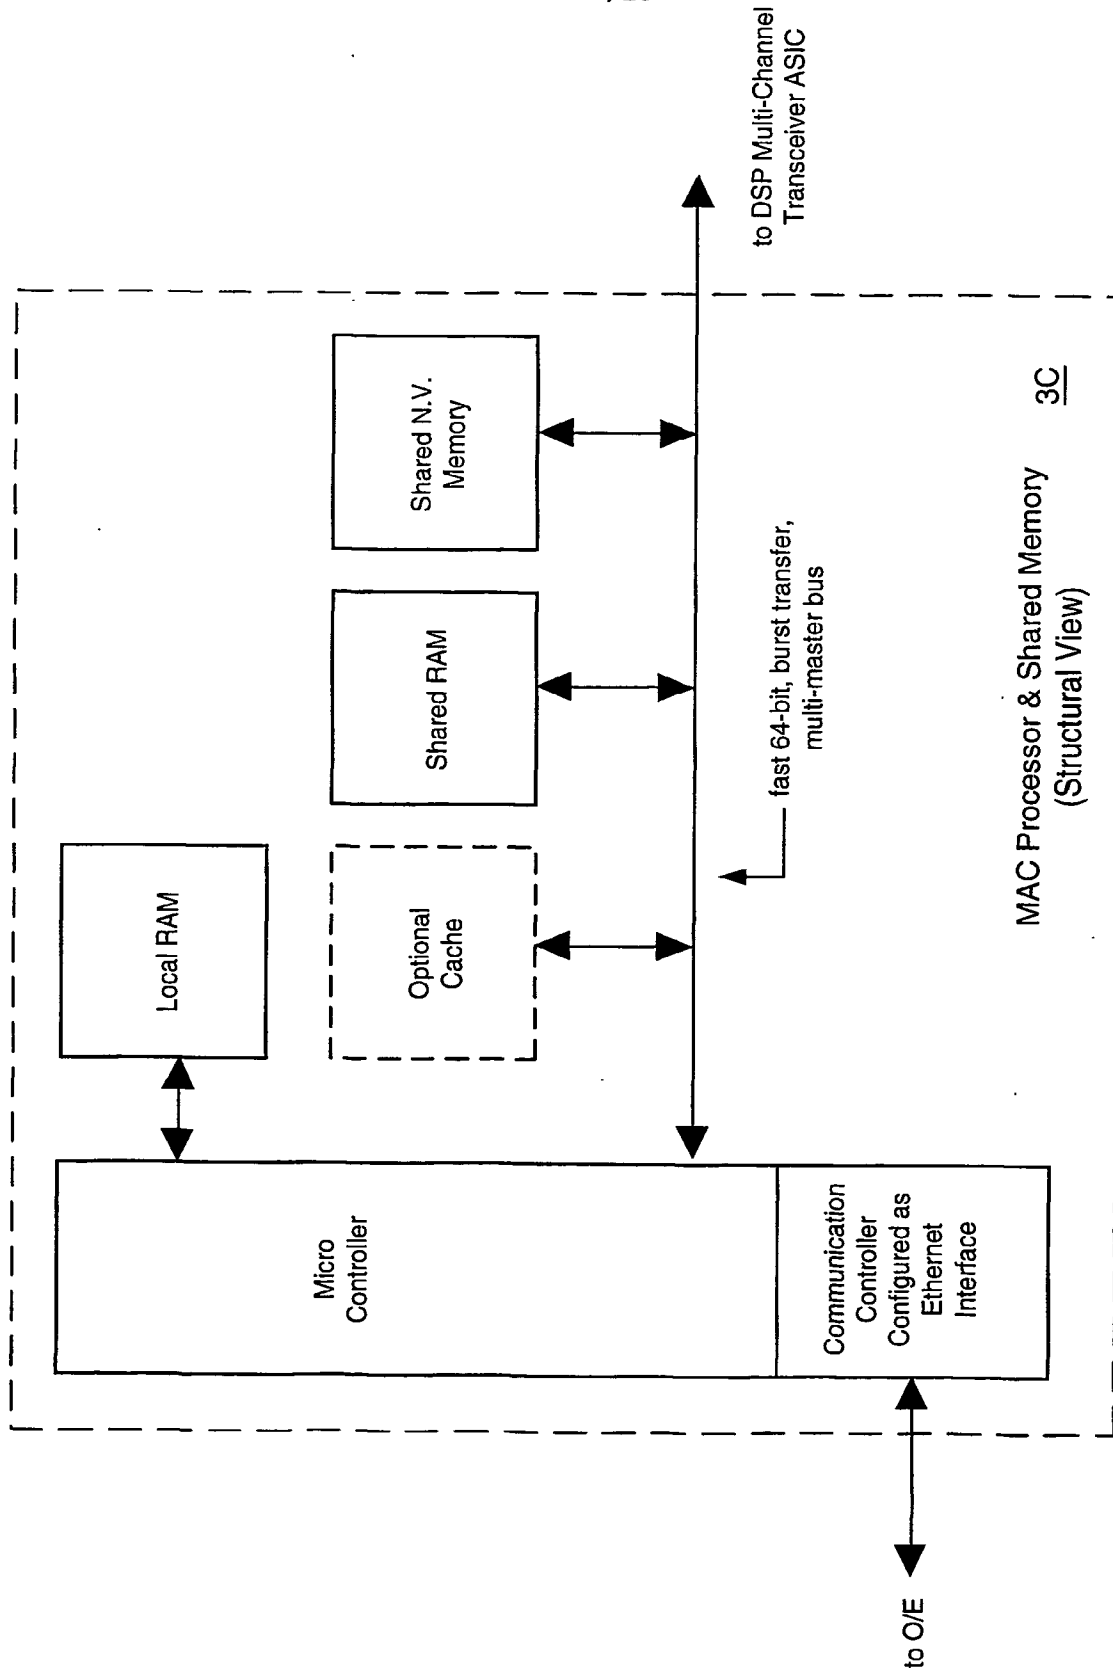 Micro
Controller
Communication
Controller
Configured as
Ethernet
Interface
to O/E
Local RAM
Optional
Cache
Shared RAM
Shared N.V.
Memory
fast 64-bit, burst transfer,
multi-master bus
to DSP Multi-Channel
Transceiver ASIC
MAC Processor & Shared Memory
(Structural View)
3C